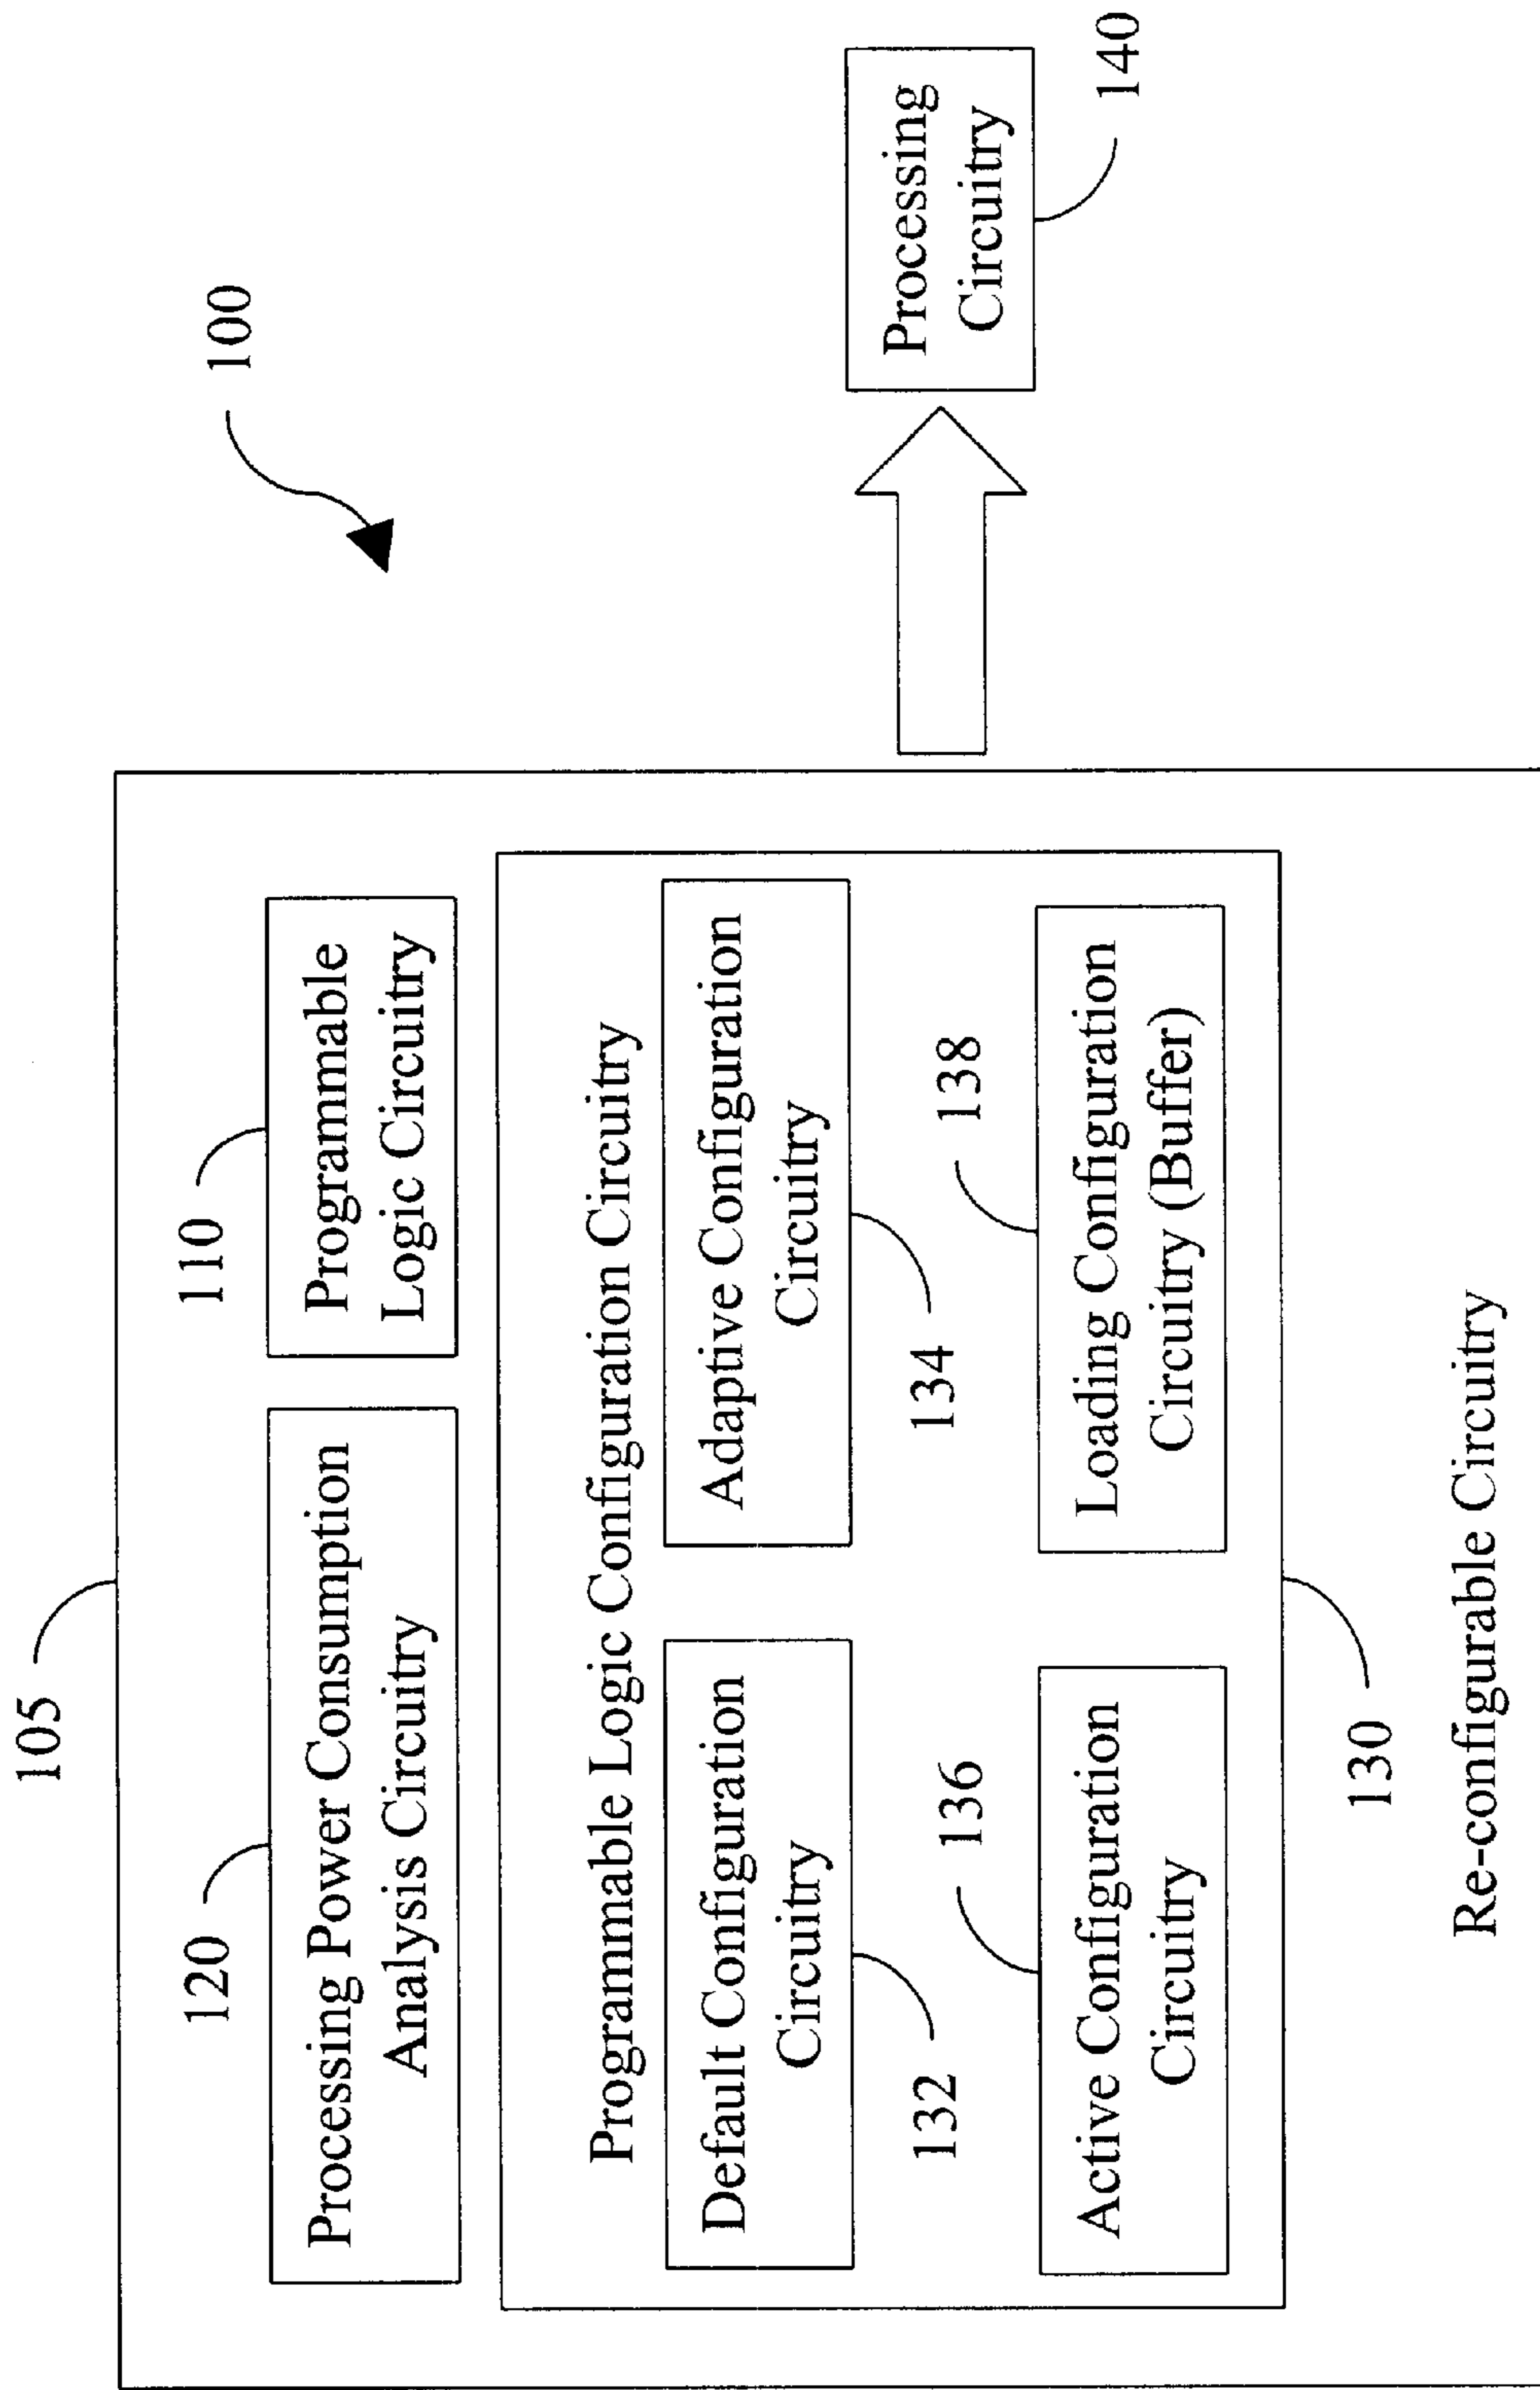 105
100
120
110
Processing Power Consumption
Analysis Circuitry
Programmable
Logic Circuitry
Programmable Logic Configuration Circuitry
Default Configuration
Circuitry
Adaptive Configuration
Circuitry
132
134
136
138
Active Configuration
Circuitry
Loading Configuration
Circuitry (Buffer)
130
Re-configurable Circuitry
Processing
Circuitry
140